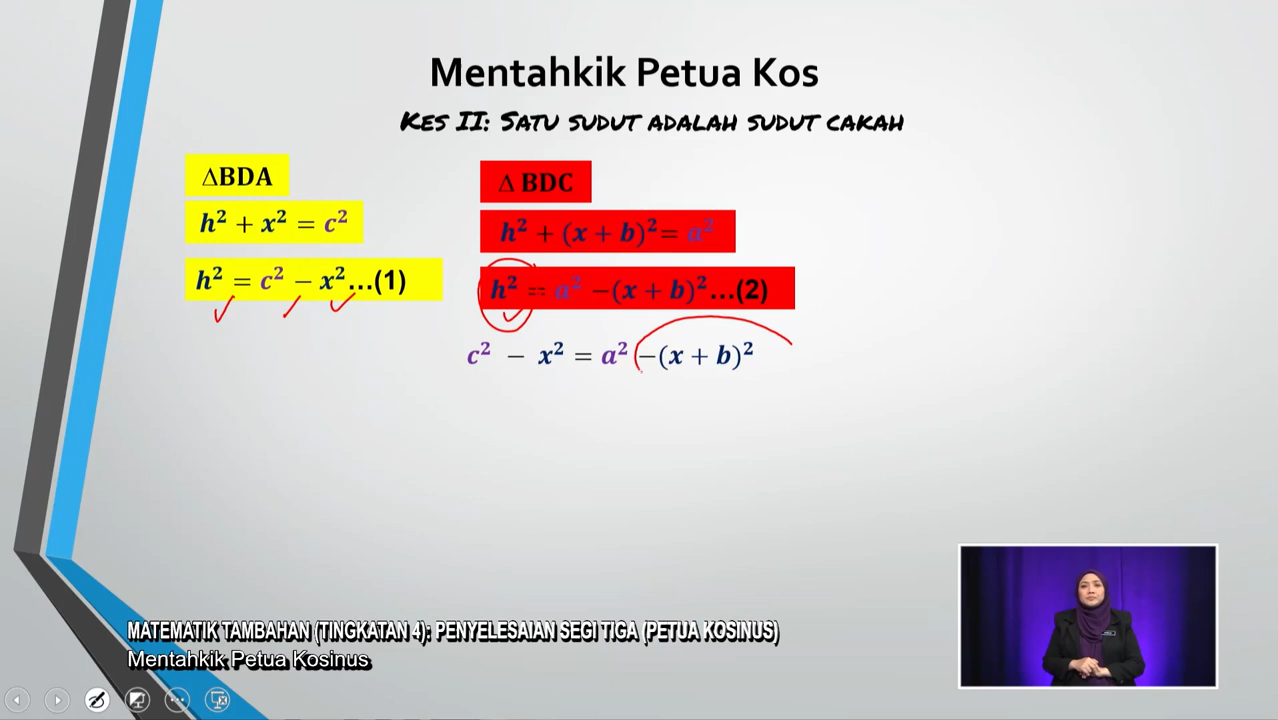 Mentahkik Petua Kos
Kes II: Satu sudut adalah sudut cakah
∆BDA
h² + x² = c²
h² = c² − x²...(1)
∆ BDC
h² + (x + b)²= a²
h² = a² −(x + b)²...(2)
c² − x² = a² −(x + b)²
MATEMATIK TAMBAHAN (TINGKATAN 4): PENYELESAIAN SEGI TIGA (PETUA KOSINUS)
Mentahkik Petua Kosinus